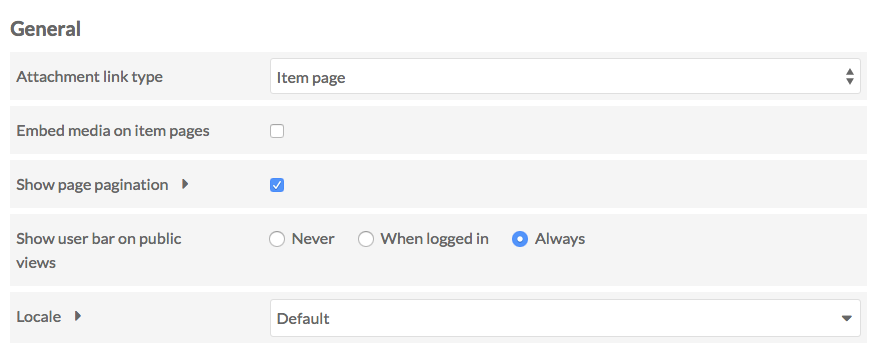 General
Attachment link type
Item page
Embed media on item pages
Show page pagination
Show user bar on public
views
Never
When logged in
Always
Locale
Default